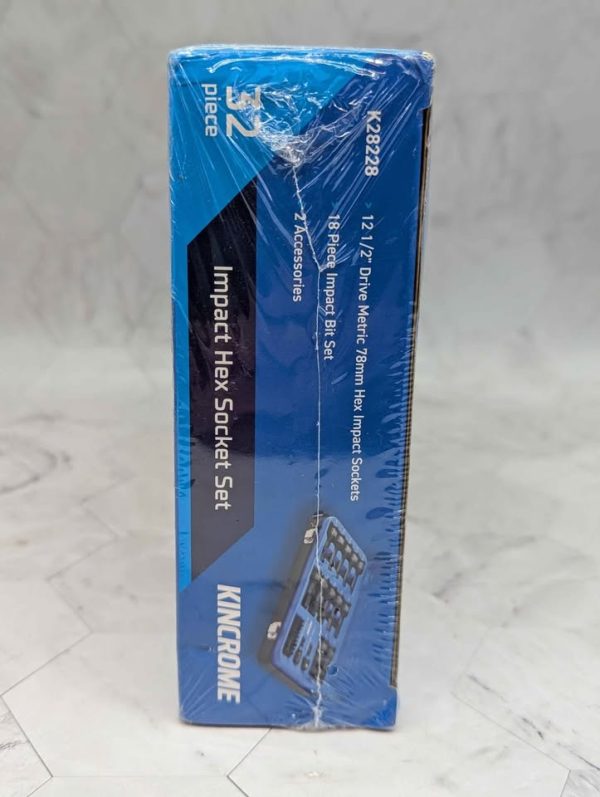 K28228
12 1/2" Drive Metric 78mm Hex Impact Sockets
18 Piece Impact Bit Set
2 Accessories
32
piece
Impact Hex Socket Set
KINCROME